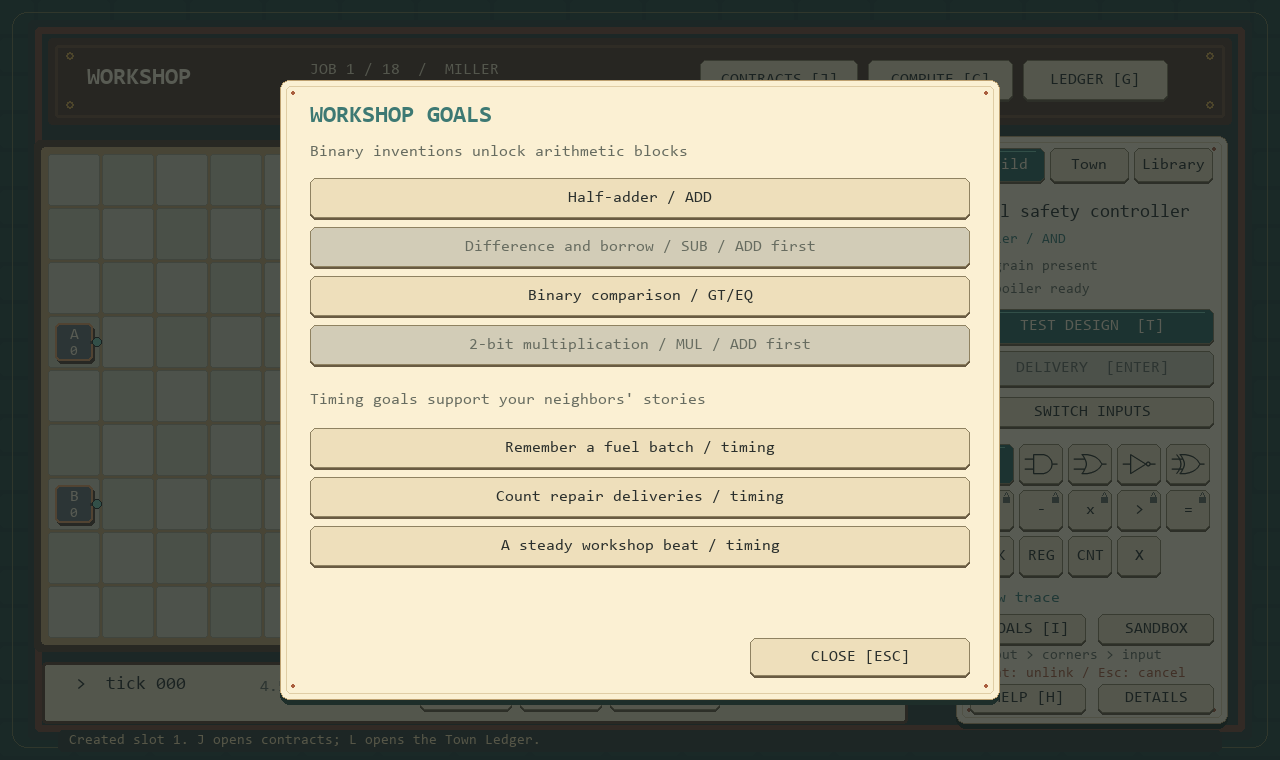 WORKSHOP
JOB 1 / 18 / MILLER
CONTRACTS [J]
COMPUTE [C]
LEDGER [G]
WORKSHOP GOALS
Binary inventions unlock arithmetic blocks
Half-adder / ADD
Difference and borrow / SUB / ADD first
Binary comparison / GT/EQ
2-bit multiplication / MUL / ADD first
Timing goals support your neighbors' stories
Remember a fuel batch / timing
Count repair deliveries / timing
A steady workshop beat / timing
CLOSE [ESC]
A
0
B
0
Town
Library
safety controller
/ AND
present
ready
TEST DESIGN [T]
DELIVERY [ENTER]
SWITCH INPUTS
- x > =
REG CNT X
trace
[I]
SANDBOX
> corners > input
unlink / Esc: cancel
HELP [H]
DETAILS
> tick 000
4.
Created slot 1. J opens contracts; L opens the Town Ledger.